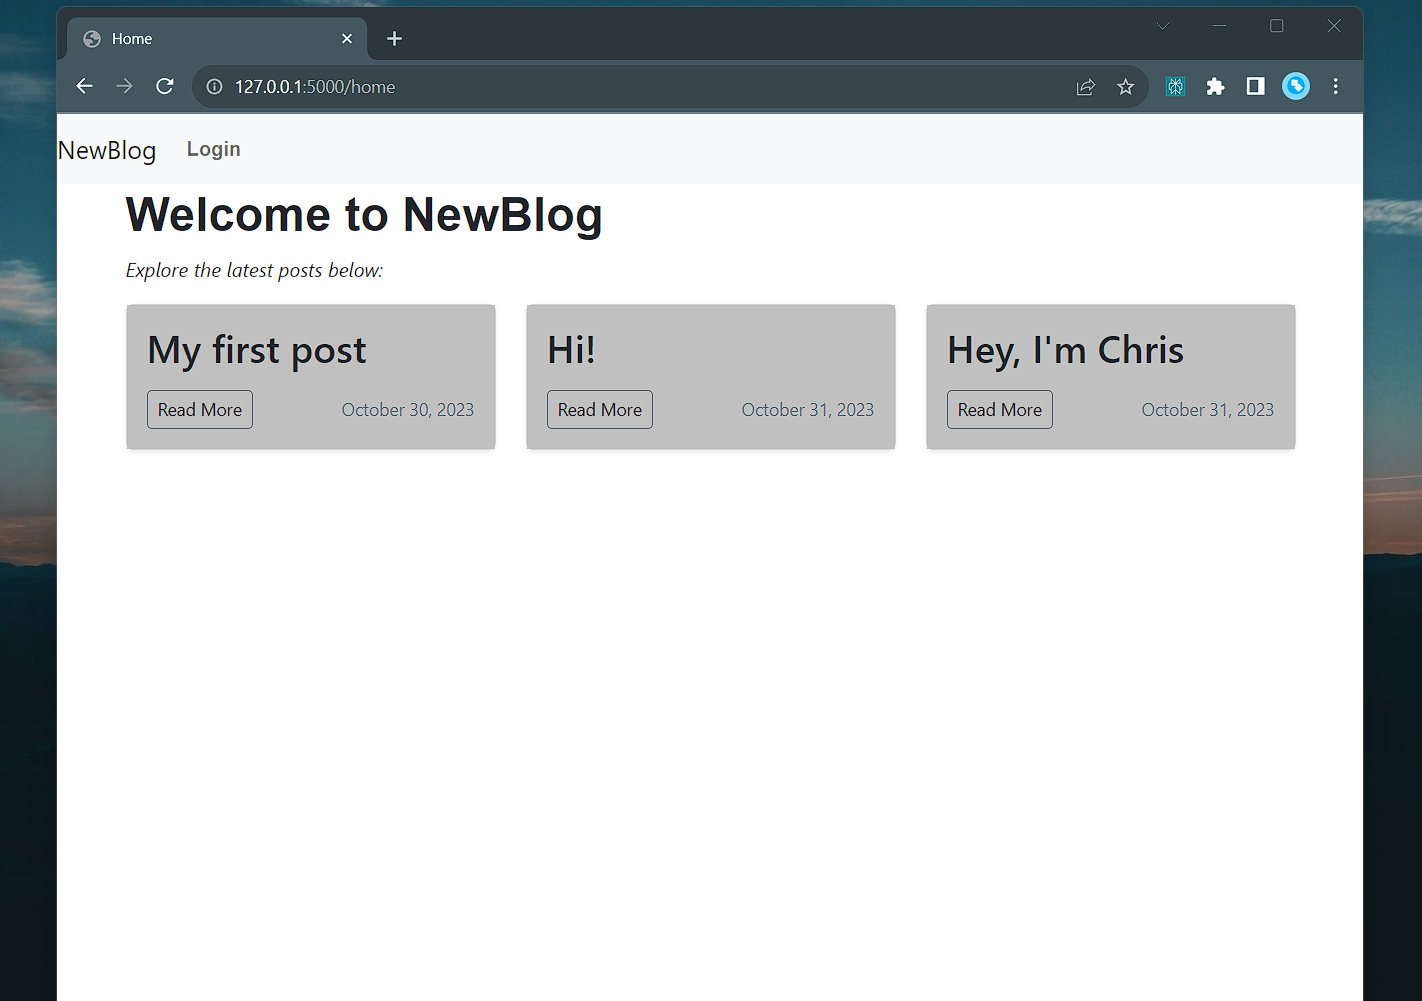 Home
127.0.0.1:5000/home
NewBlog Login
Welcome to NewBlog
Explore the latest posts below:
My first post
Read More October 30, 2023
Hi!
Read More October 31, 2023
Hey, I'm Chris
Read More October 31, 2023